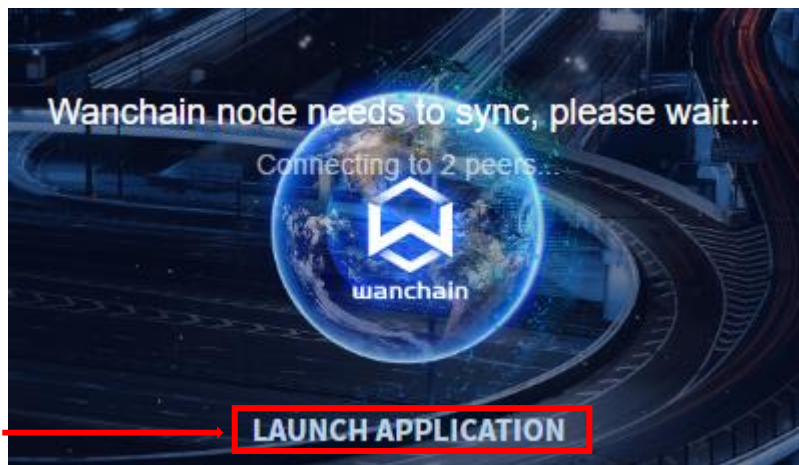 Wanchain node needs to sync, please wait...
Connecting to 2 peers...
wanchain
LAUNCH APPLICATION